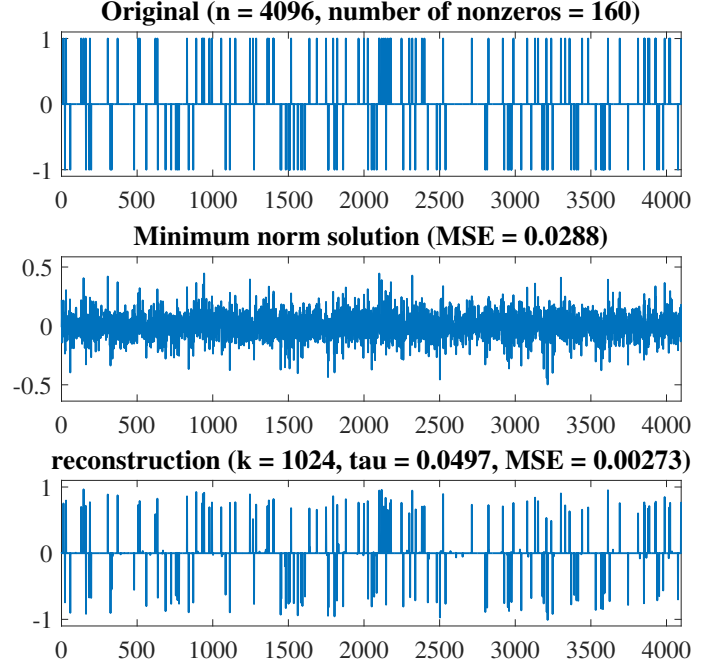 Original (n = 4096, number of nonzeros = 160)
1
0
-1
0 500 1000 1500 2000 2500 3000 3500 4000
Minimum norm solution (MSE = 0.0288)
0.5
0
-0.5
0 500 1000 1500 2000 2500 3000 3500 4000
reconstruction (k = 1024, tau = 0.0497, MSE = 0.00273)
1
0
-1
0 500 1000 1500 2000 2500 3000 3500 4000